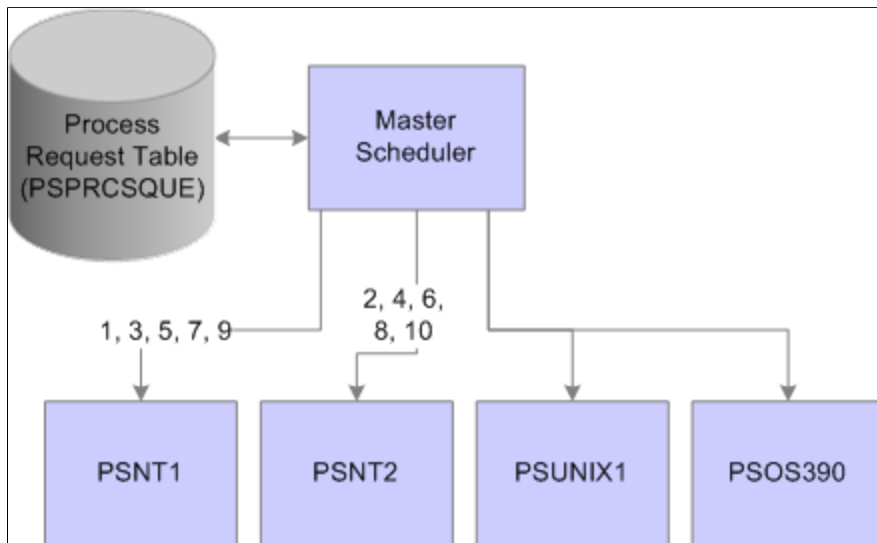 Process
Request Table
(PSPRCSQUE)
Master
Scheduler
1, 3, 5, 7, 9
2, 4, 6,
8, 10
PSNT1
PSNT2
PSUNIX1
PSOS390